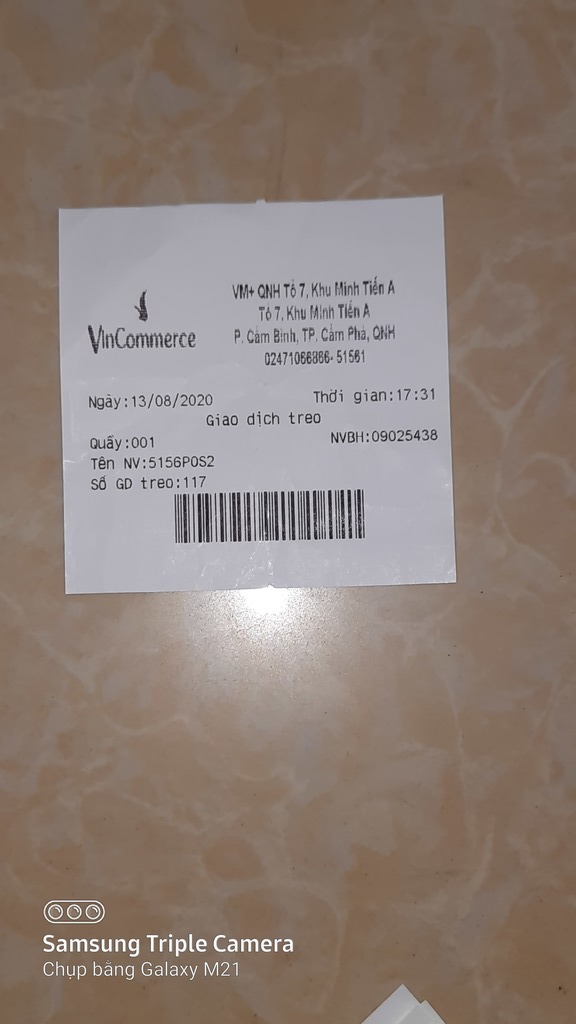 VinCommerce
VM+ QNH Tổ 7, Khu Minh Tiến A
Tổ 7, Khu Minh Tiến A
P. Cẩm Bình, TP. Cẩm Phả, QNH
02471066866- 51561
Ngày:13/08/2020 Thời gian:17:31
Giao dịch treo
Quầy:001 NVBH:09025438
Tên NV:5156POS2
Số GD treo:117
Samsung Triple Camera
Chụp bằng Galaxy M21